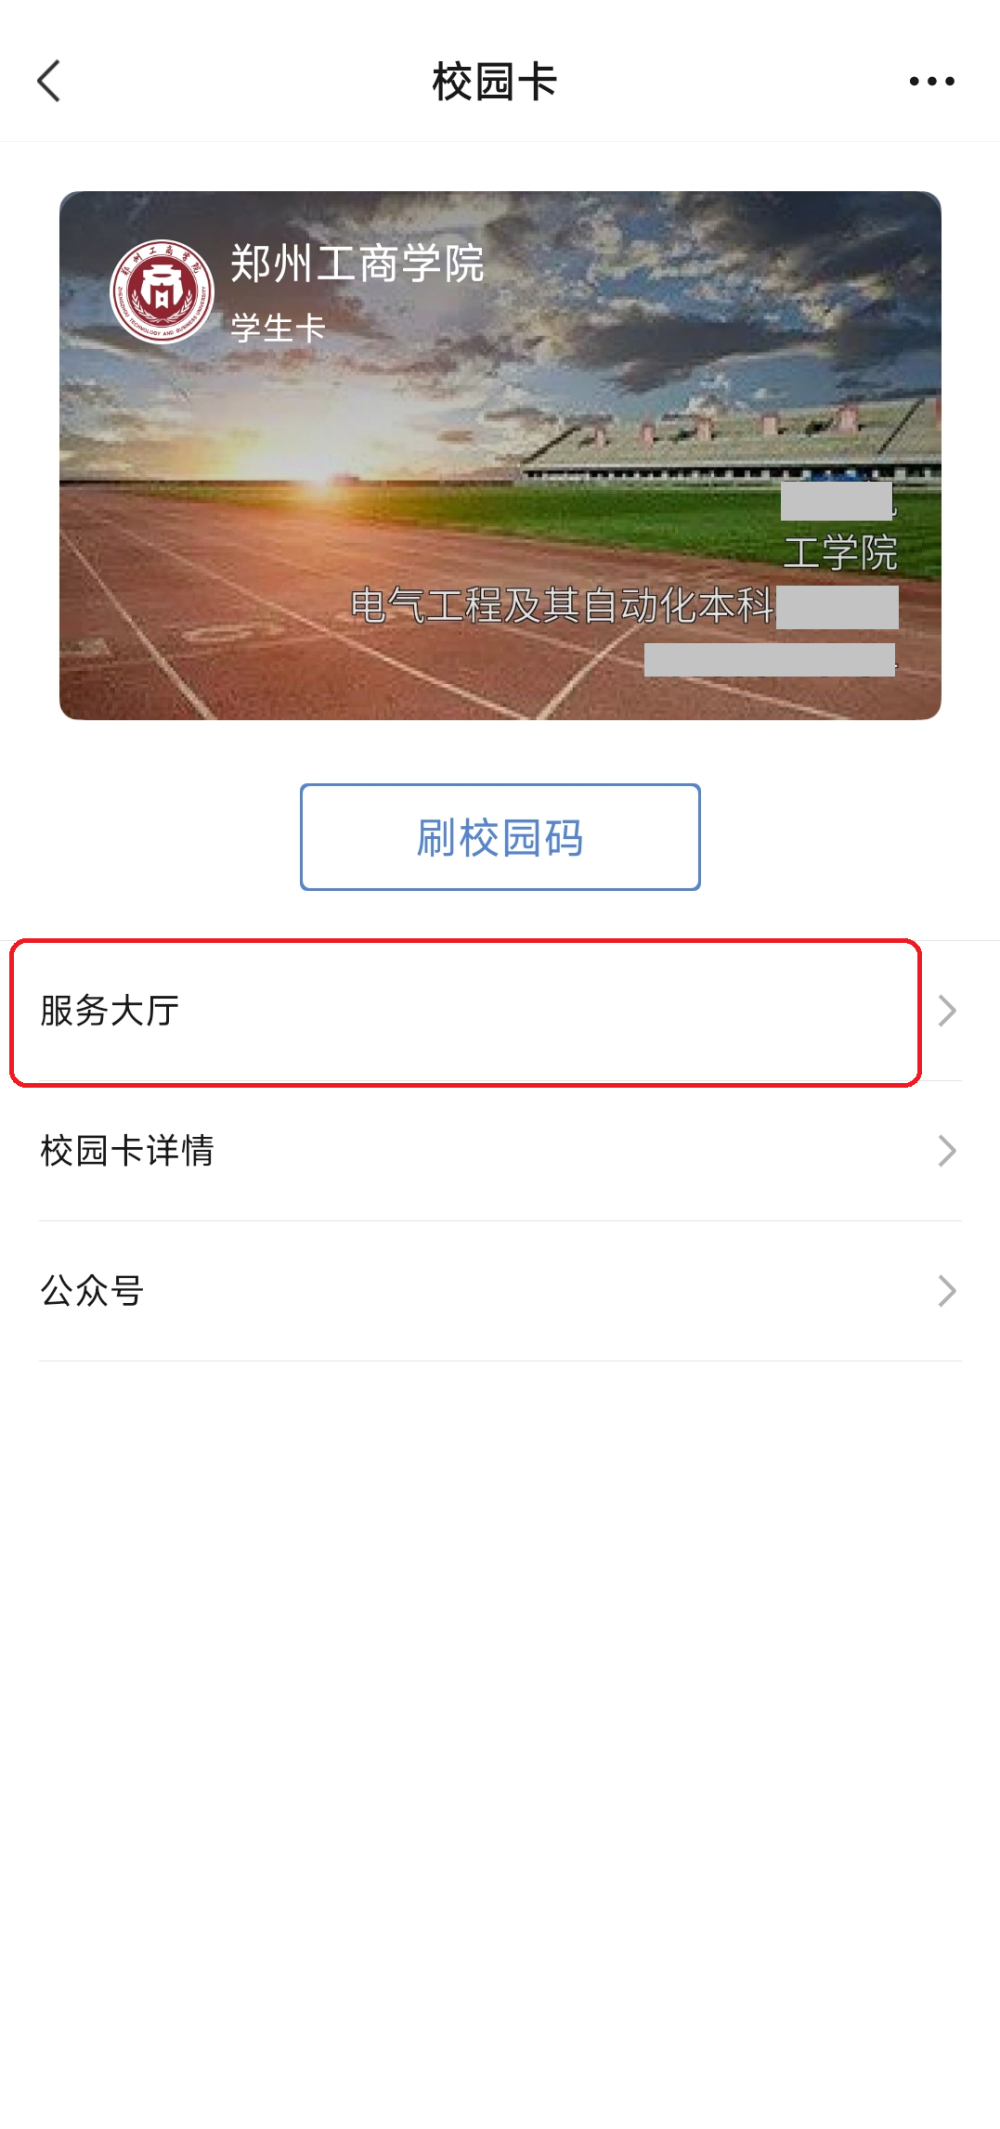 校园卡
郑州工商学院
学生卡
工学院
电气工程及其自动化本科
刷校园码
服务大厅
校园卡详情
公众号